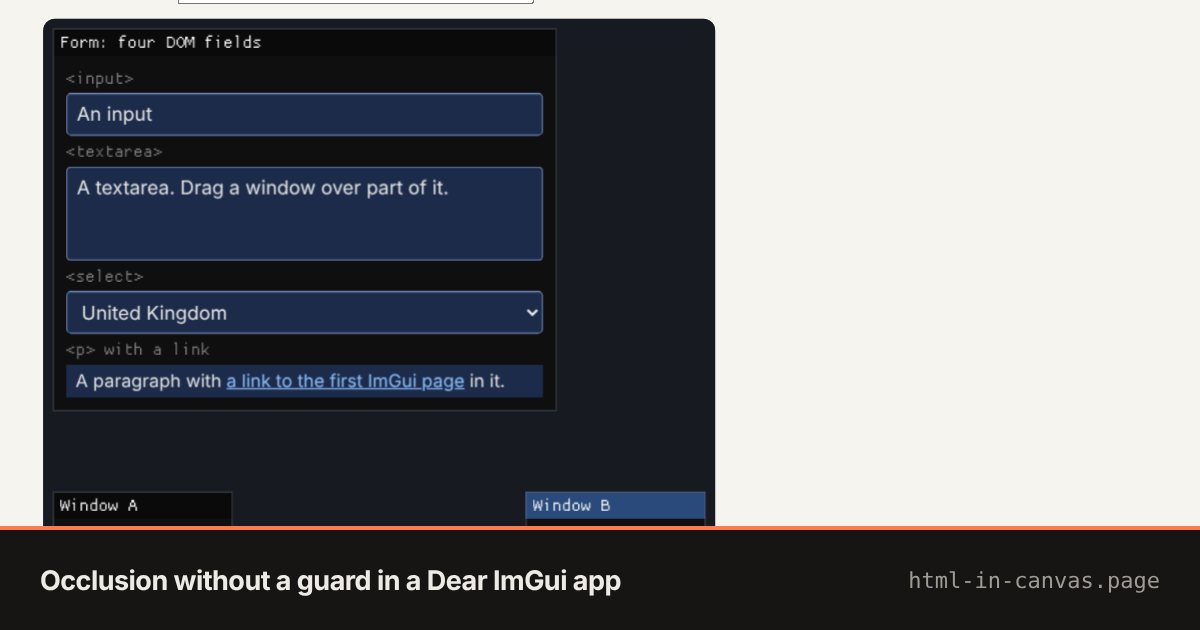 Form: four DOM fields
<input>
An input
<textarea>
A textarea. Drag a window over part of it.
<select>
United Kingdom
<p> with a link
A paragraph with a link to the first ImGui page in it.
Window A
Window B
Occlusion without a guard in a Dear ImGui app
html-in-canvas.page